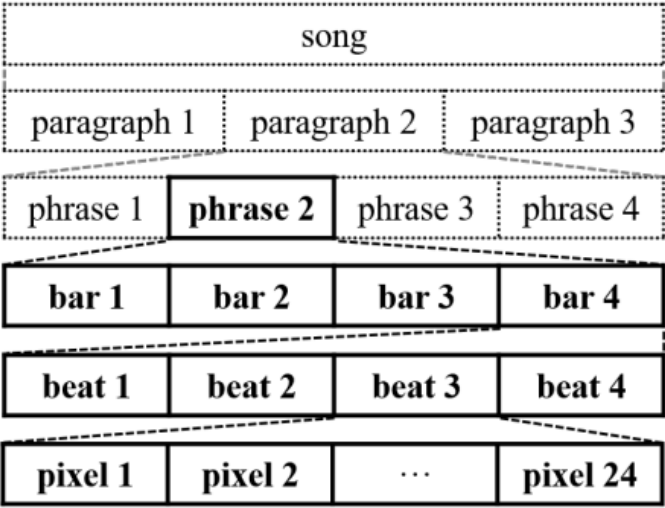 song
paragraph 1 paragraph 2 paragraph 3
phrase 1 phrase 2 phrase 3 phrase 4
bar 1 bar 2 bar 3 bar 4
beat 1 beat 2 beat 3 beat 4
pixel 1 pixel 2 ··· pixel 24